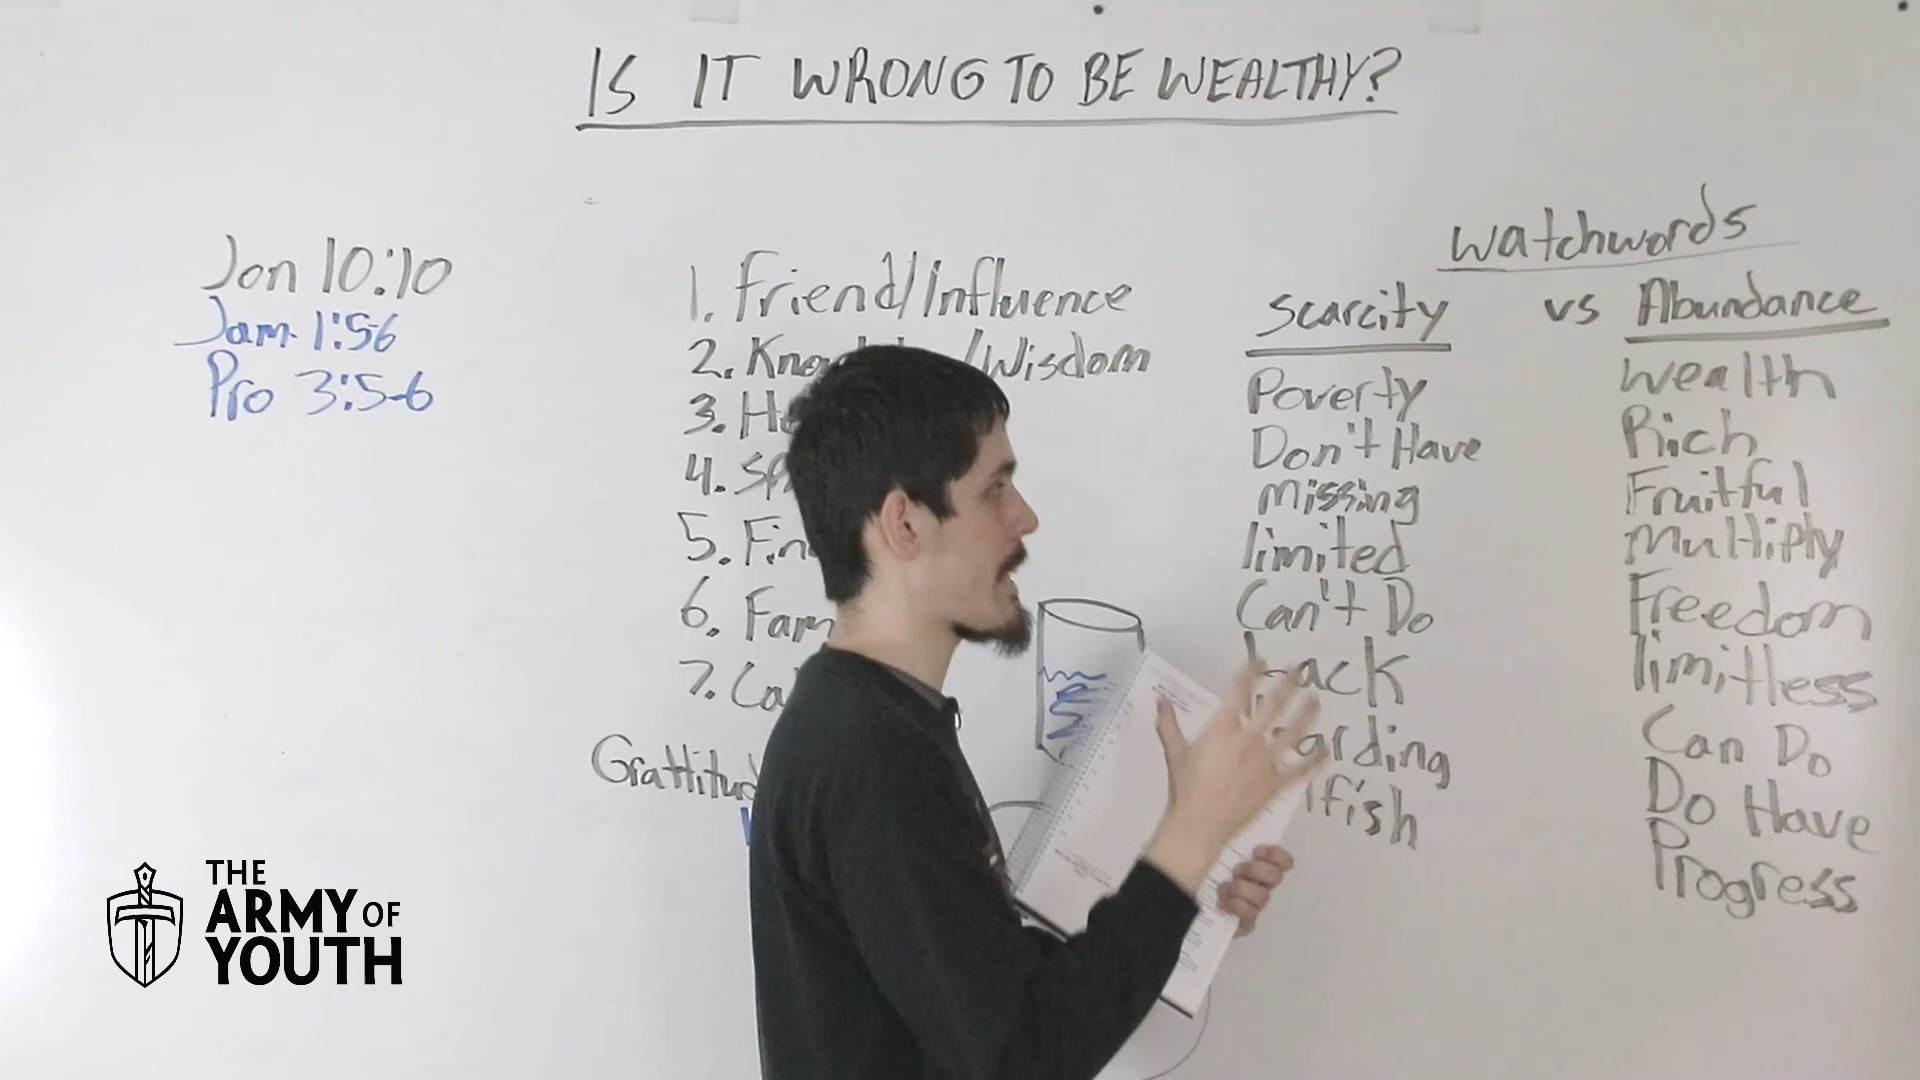 IS IT WRONG TO BE WEALTHY?
Jon 10:10
Jam 1:5-6
Pro 3:5-6
1. Friend/Influence
2. /Wisdom
3.
4.
5.
6.
7.
Watchwords
Scarcity vs Abundance
Poverty
Don't Have
Missing
limited
Can't Do
Lack
Wealth
Rich
Fruitful
Multiply
Freedom
limitless
Can Do
Do Have
Progress
THE
ARMY OF
YOUTH